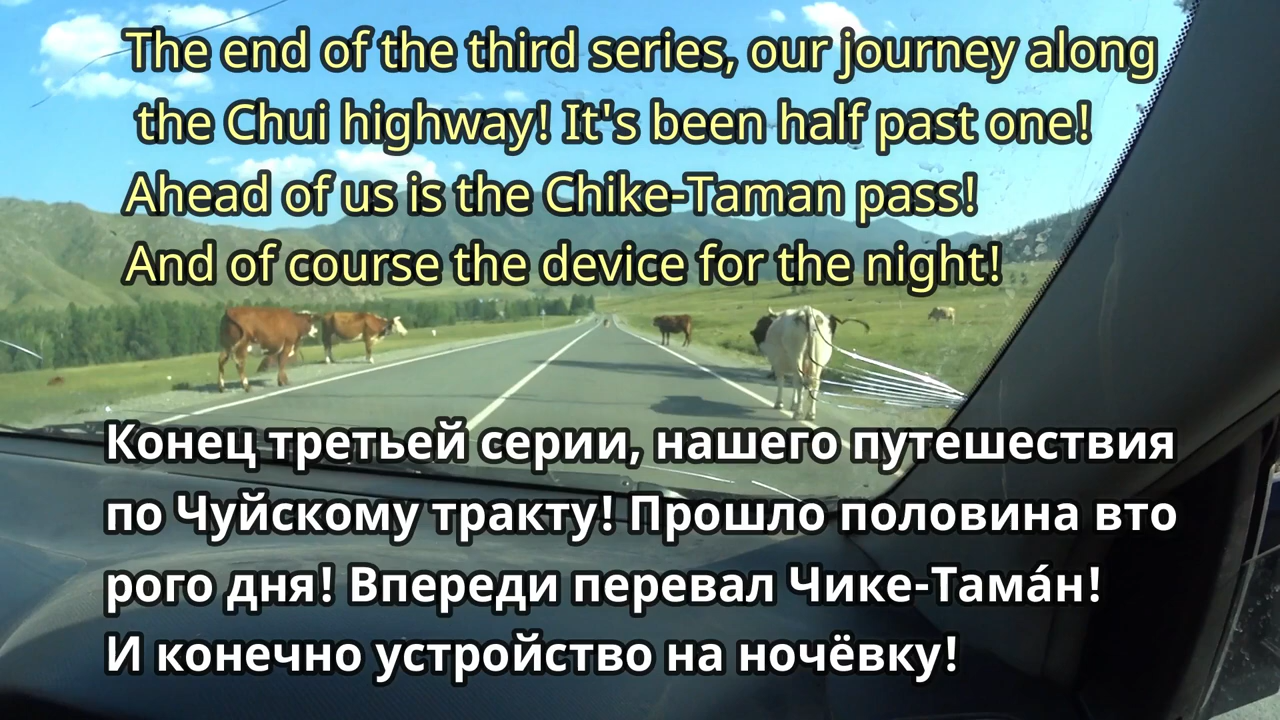 The end of the third series, our journey along
the Chui highway! It's been half past one!
Ahead of us is the Chike-Taman pass!
And of course the device for the night!
Конец третьей серии, нашего путешествия
по Чуйскому тракту! Прошло половина вто
рого дня! Впереди перевал Чике-Тама́н!
И конечно устройство на ночёвку!